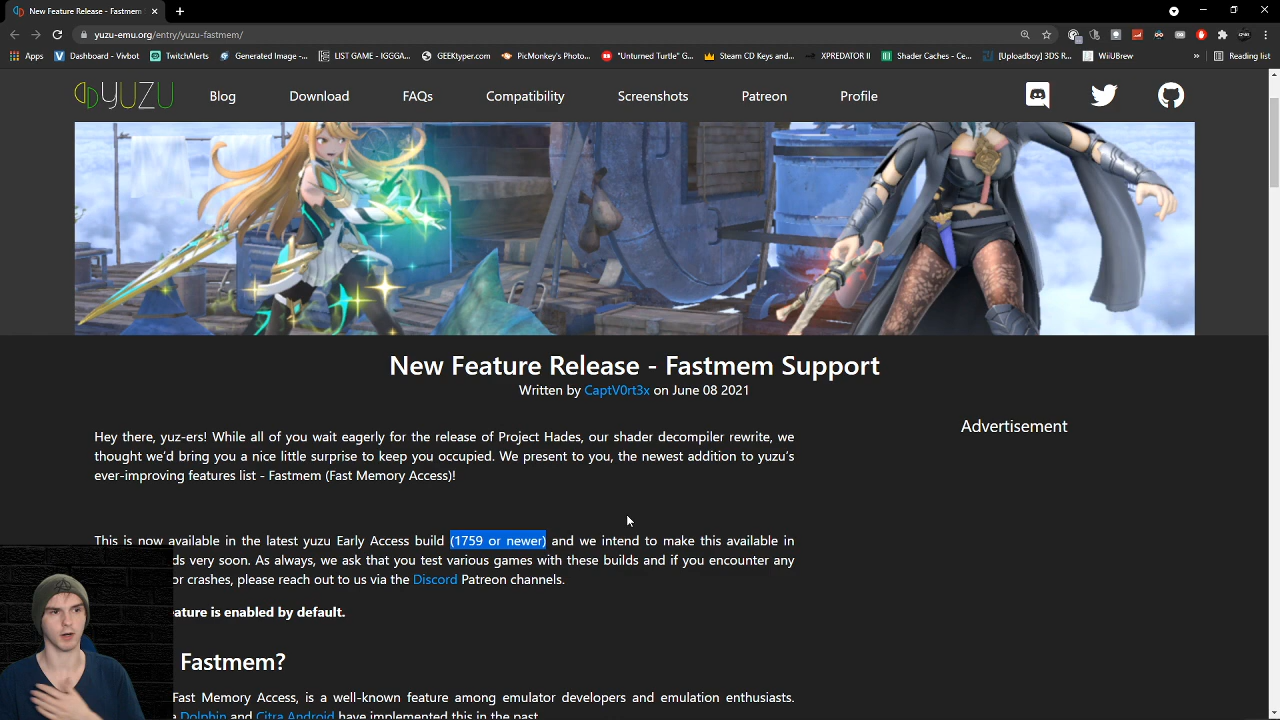 New Feature Release - Fastmem
yuzu-emu.org/entry/yuzu-fastmem/
Apps
Dashboard - Vivbot
TwitchAlerts
Generated Image -...
LIST GAME - IGGGA...
GEEKtyper.com
PicMonkey's Photo...
"Unturned Turtle" G...
Steam CD Keys and...
XPREDATOR II
Shader Caches - Ce...
[Uploadboy] 3DS R...
WiiUBrew
»
Reading list
YUZU
Blog
Download
FAQs
Compatibility
Screenshots
Patreon
Profile
New Feature Release - Fastmem Support
Written by CaptV0rt3x on June 08 2021
Advertisement
Hey there, yuz-ers! While all of you wait eagerly for the release of Project Hades, our shader decompiler rewrite, we
thought we'd bring you a nice little surprise to keep you occupied. We present to you, the newest addition to yuzu's
ever-improving features list - Fastmem (Fast Memory Access)!
This is now available in the latest yuzu Early Access build (1759 or newer) and we intend to make this available in
ds very soon. As always, we ask that you test various games with these builds and if you encounter any
or crashes, please reach out to us via the Discord Patreon channels.
eature is enabled by default.
Fastmem?
Fast Memory Access, is a well-known feature among emulator developers and emulation enthusiasts.
Dolphin and Citra Android have implemented this in the past